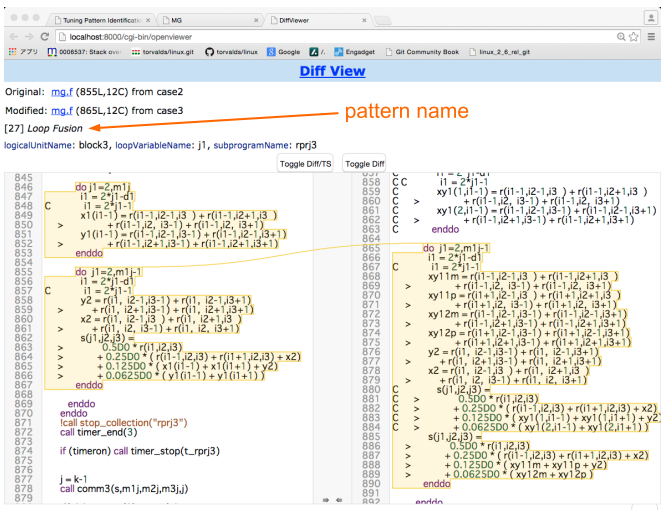 Tuning Pattern Identificatic × MG × DiffViewer ×
localhost:8000/cgi-bin/openviewer
アプリ 0006537: Stack ove torvalds/linux.git torvalds/linux Google /. Engadget Git Community Book linux_2_6_rel_git
Diff View
Original: mg.f (855L,12C) from case2
Modified: mg.f (865L,12C) from case3
pattern name
[27] Loop Fusion
logicalUnitName: block3, loopVariableName: j1, subprogramName: rprj3
Toggle Diff/TS Toggle Diff
845
846 do j1=2,m1j
847 i1 = 2*j1-d1
848 C i1 = 2*j1-1
849 x1(i1-1) = r(i1-1,i2-1,i3 ) + r(i1-1,i2+1,i3 )
850 > + r(i1-1,i2, i3-1) + r(i1-1,i2, i3+1)
851 y1(i1-1) = r(i1-1,i2-1,i3-1) + r(i1-1,i2-1,i3+1)
852 > + r(i1-1,i2+1,i3-1) + r(i1-1,i2+1,i3+1)
853 enddo
854
855 do j1=2,m1j-1
856 i1 = 2*j1-d1
857 C i1 = 2*j1-1
858 y2 = r(i1, i2-1,i3-1) + r(i1, i2-1,i3+1)
859 > + r(i1, i2+1,i3-1) + r(i1, i2+1,i3+1)
860 x2 = r(i1, i2-1,i3 ) + r(i1, i2+1,i3 )
861 > + r(i1, i2, i3-1) + r(i1, i2, i3+1)
862 s(j1,j2,j3) =
863 > 0.5D0 * r(i1,i2,i3)
864 > + 0.25D0 * ( r(i1-1,i2,i3) + r(i1+1,i2,i3) + x2)
865 > + 0.125D0 * ( x1(i1-1) + x1(i1+1) + y2)
866 > + 0.0625D0 * ( y1(i1-1) + y1(i1+1) )
867 enddo
868
869 enddo
870 enddo
871 !call stop_collection("rprj3")
872 call timer_end(3)
873
874 if (timeron) call timer_stop(t_rprj3)
875
876
877 j = k-1
878 call comm3(s,m1j,m2j,m3j,j)
879
857 C i1 = 2*j1-d1
858 C C i1 = 2*j1-1
859 C xy1(1,i1-1) = r(i1-1,i2-1,i3 ) + r(i1-1,i2+1,i3 )
860 C > + r(i1-1,i2, i3-1) + r(i1-1,i2, i3+1)
861 C xy1(2,i1-1) = r(i1-1,i2-1,i3-1) + r(i1-1,i2-1,i3+1)
862 C > + r(i1-1,i2+1,i3-1) + r(i1-1,i2+1,i3+1)
863 C enddo
864
865 do j1=2,m1j-1
866 i1 = 2*j1-d1
867 C i1 = 2*j1-1
868 xy11m = r(i1-1,i2-1,i3 ) + r(i1-1,i2+1,i3 )
869 > + r(i1-1,i2, i3-1) + r(i1-1,i2, i3+1)
870 xy11p = r(i1+1,i2-1,i3 ) + r(i1+1,i2+1,i3 )
871 > + r(i1+1,i2, i3-1) + r(i1+1,i2, i3+1)
872 xy12m = r(i1-1,i2-1,i3-1) + r(i1-1,i2-1,i3+1)
873 > + r(i1-1,i2+1,i3-1) + r(i1-1,i2+1,i3+1)
874 xy12p = r(i1+1,i2-1,i3-1) + r(i1+1,i2-1,i3+1)
875 > + r(i1+1,i2+1,i3-1) + r(i1+1,i2+1,i3+1)
876 y2 = r(i1, i2-1,i3-1) + r(i1, i2-1,i3+1)
877 > + r(i1, i2+1,i3-1) + r(i1, i2+1,i3+1)
878 x2 = r(i1, i2-1,i3 ) + r(i1, i2+1,i3 )
879 > + r(i1, i2, i3-1) + r(i1, i2, i3+1)
880 C s(j1,j2,j3) =
881 C > 0.5D0 * r(i1,i2,i3)
882 C > + 0.25D0 * ( r(i1-1,i2,i3) + r(i1+1,i2,i3) + x2)
883 C > + 0.125D0 * ( xy1(1,i1-1) + xy1(1,i1+1) + y2)
884 C > + 0.0625D0 * ( xy1(2,i1-1) + xy1(2,i1+1) )
885 s(j1,j2,j3) =
886 > 0.5D0 * r(i1,i2,i3)
887 > + 0.25D0 * ( r(i1-1,i2,i3) + r(i1+1,i2,i3) + x2)
888 > + 0.125D0 * ( xy11m + xy11p + y2)
889 > + 0.0625D0 * ( xy12m + xy12p )
890 enddo
891
892 enddo